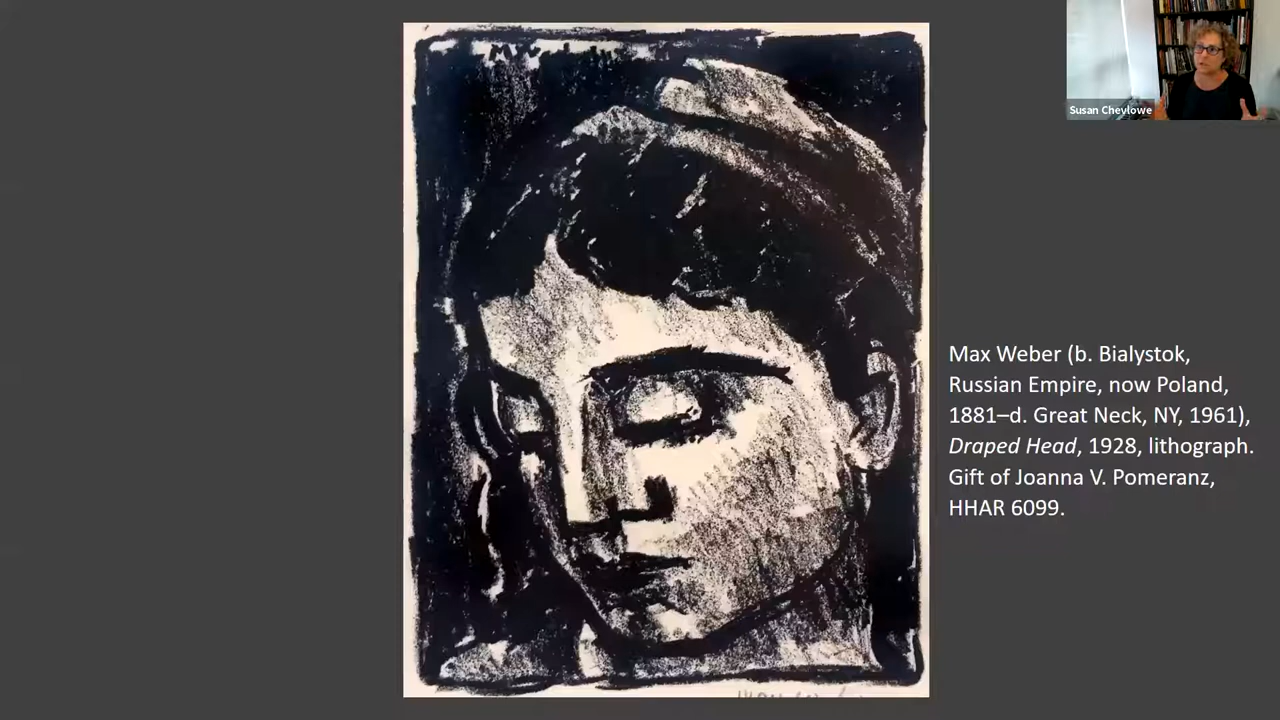 Susan Chevlowe
Max Weber (b. Bialystok,
Russian Empire, now Poland,
1881–d. Great Neck, NY, 1961),
Draped Head, 1928, lithograph.
Gift of Joanna V. Pomeranz,
HHAR 6099.